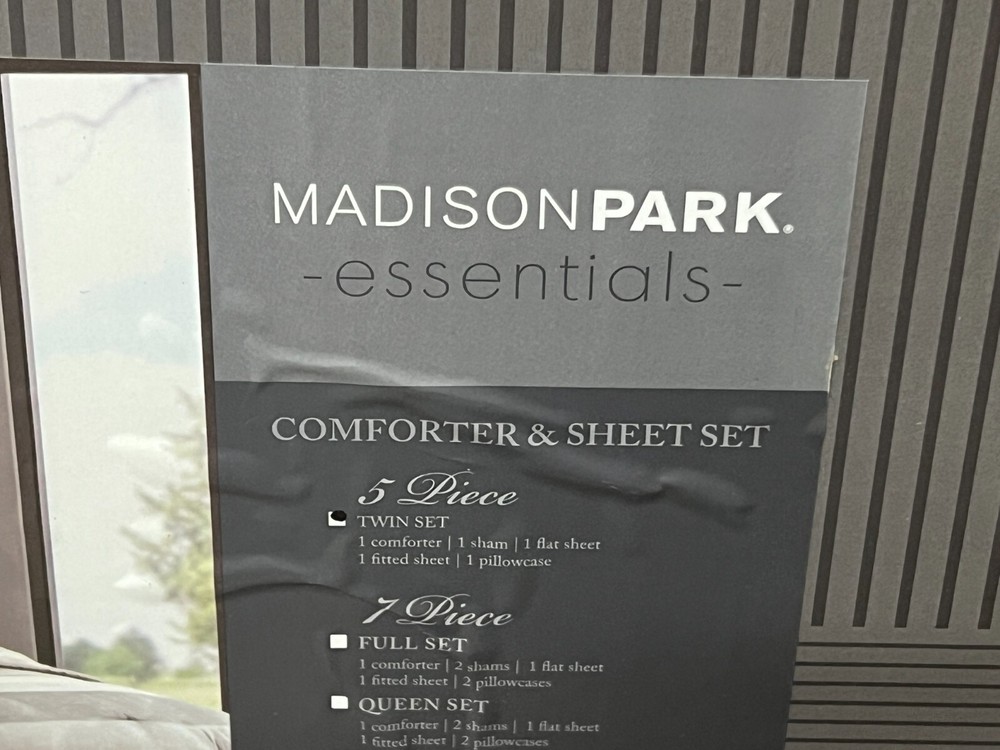 MADISONPARK®
-essentials-
COMFORTER & SHEET SET
5 Piece
TWIN SET
1 comforter | 1 sham | 1 flat sheet
1 fitted sheet | 1 pillowcase
7 Piece
FULL SET
1 comforter | 2 shams | 1 flat sheet
1 fitted sheet | 2 pillowcases
QUEEN SET
1 comforter | 2 shams | 1 flat sheet
1 fitted sheet | 2 pillowcases